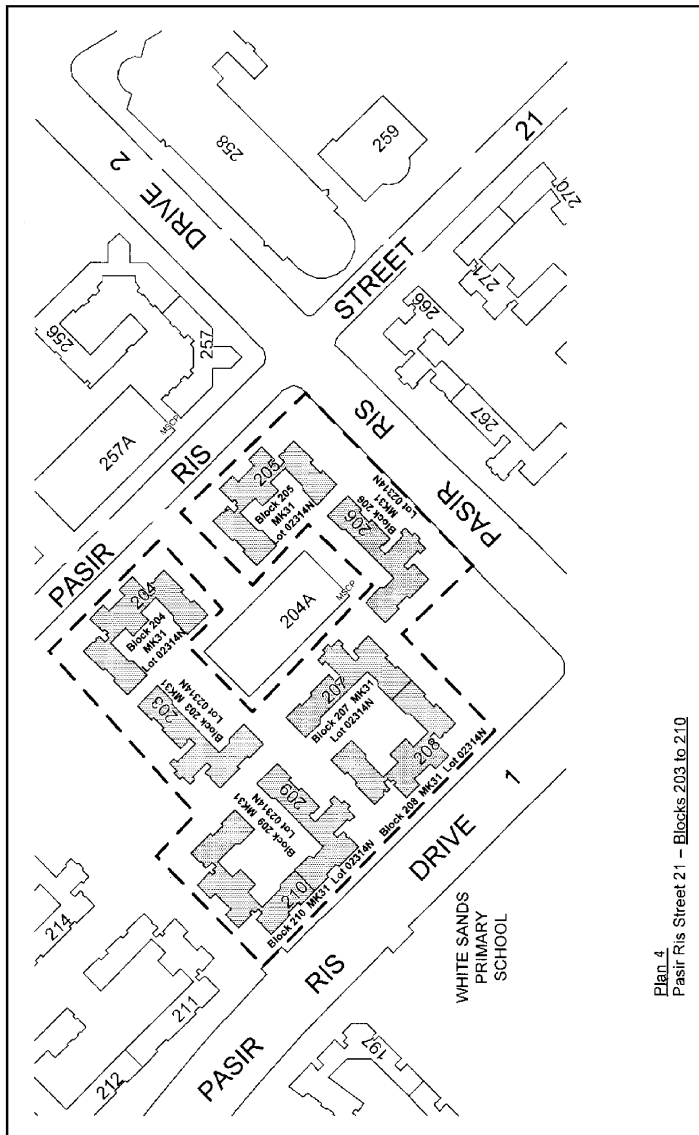 DRIVE 2
258
259
21
STREET
270
271
266
267
256
257
257A
MSCP
PASIR RIS
PASIR RIS
205
Block 205
MK31
Lot 02314N
206
Block 206
MK31
Lot 02314N
204
Block 204
MK31
Lot 02314N
204A
MSCP
203
Block 203 MK31
Lot 02314N
207
Block 207 MK31
Lot 02314N
208
Block 208 MK31 Lot 02314N
209
Block 209 MK31
Lot 02314N
210
Block 210 MK31 Lot 02314N
214
211
212
197
PASIR RIS DRIVE 1
WHITE SANDS
PRIMARY
SCHOOL
Plan 4
Pasir Ris Street 21 – Blocks 203 to 210